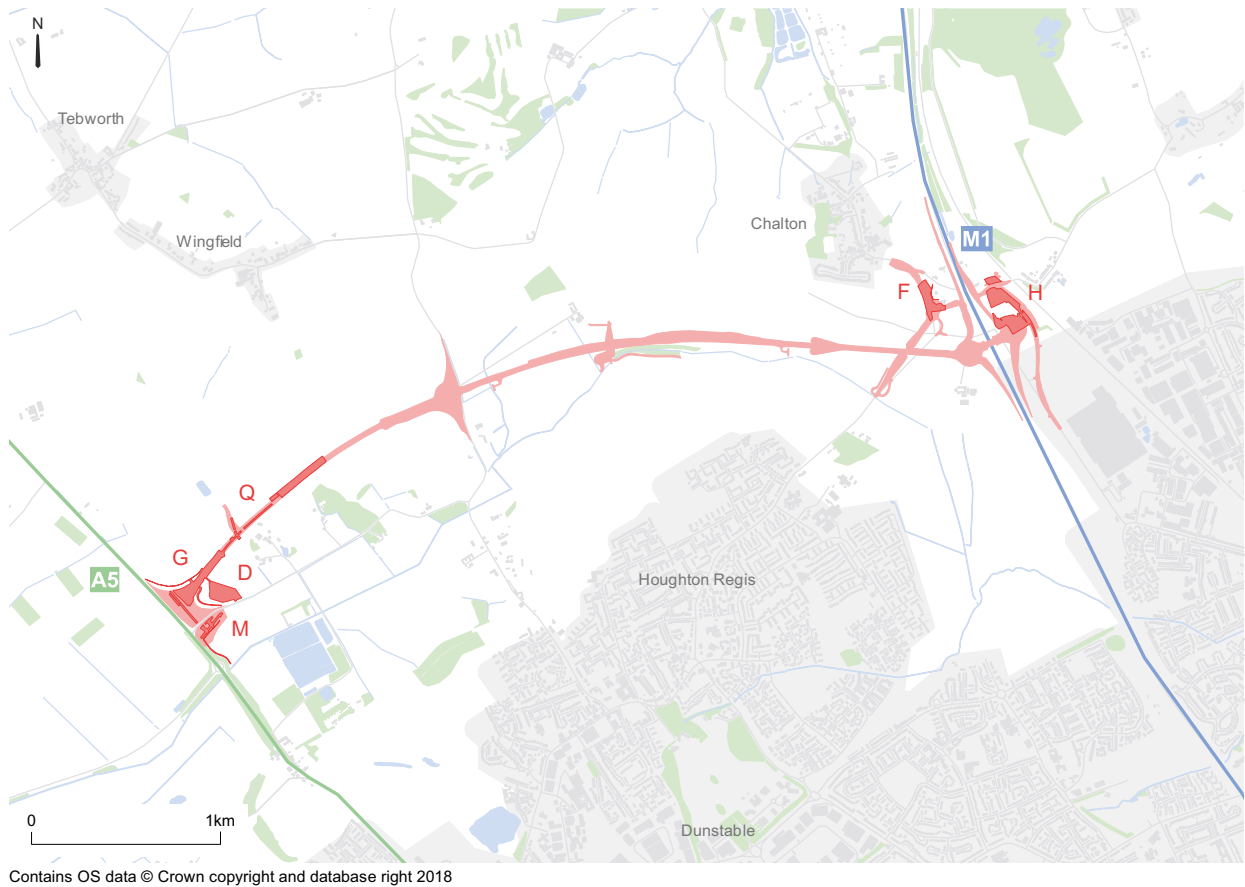 N
Tebworth
Wingfield
Chalton
M1
F
H
Q
G
D
A5
M
Houghton Regis
Dunstable
0 1km
Contains OS data © Crown copyright and database right 2018